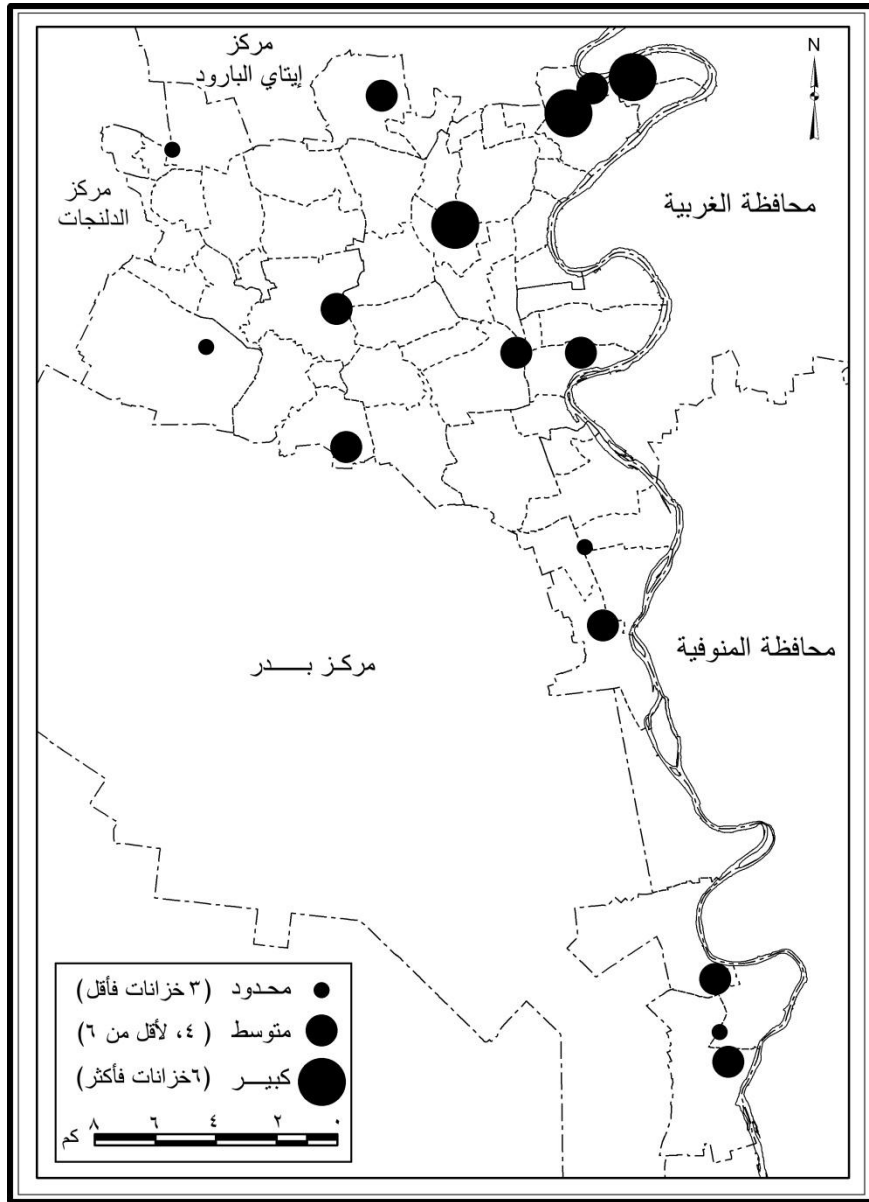 مركز
إيتاي البارود
N
مركز
الدلنجات
محافظة الغربية
مركز بـــــدر
محافظة المنوفية
محدود (٣ خزانات فأقل)
متوسط (٤، لأقل من ٦)
كبيـــر (٦خزانات فأكثر)
٨ ٦ ٤ ٢ ٠
كم